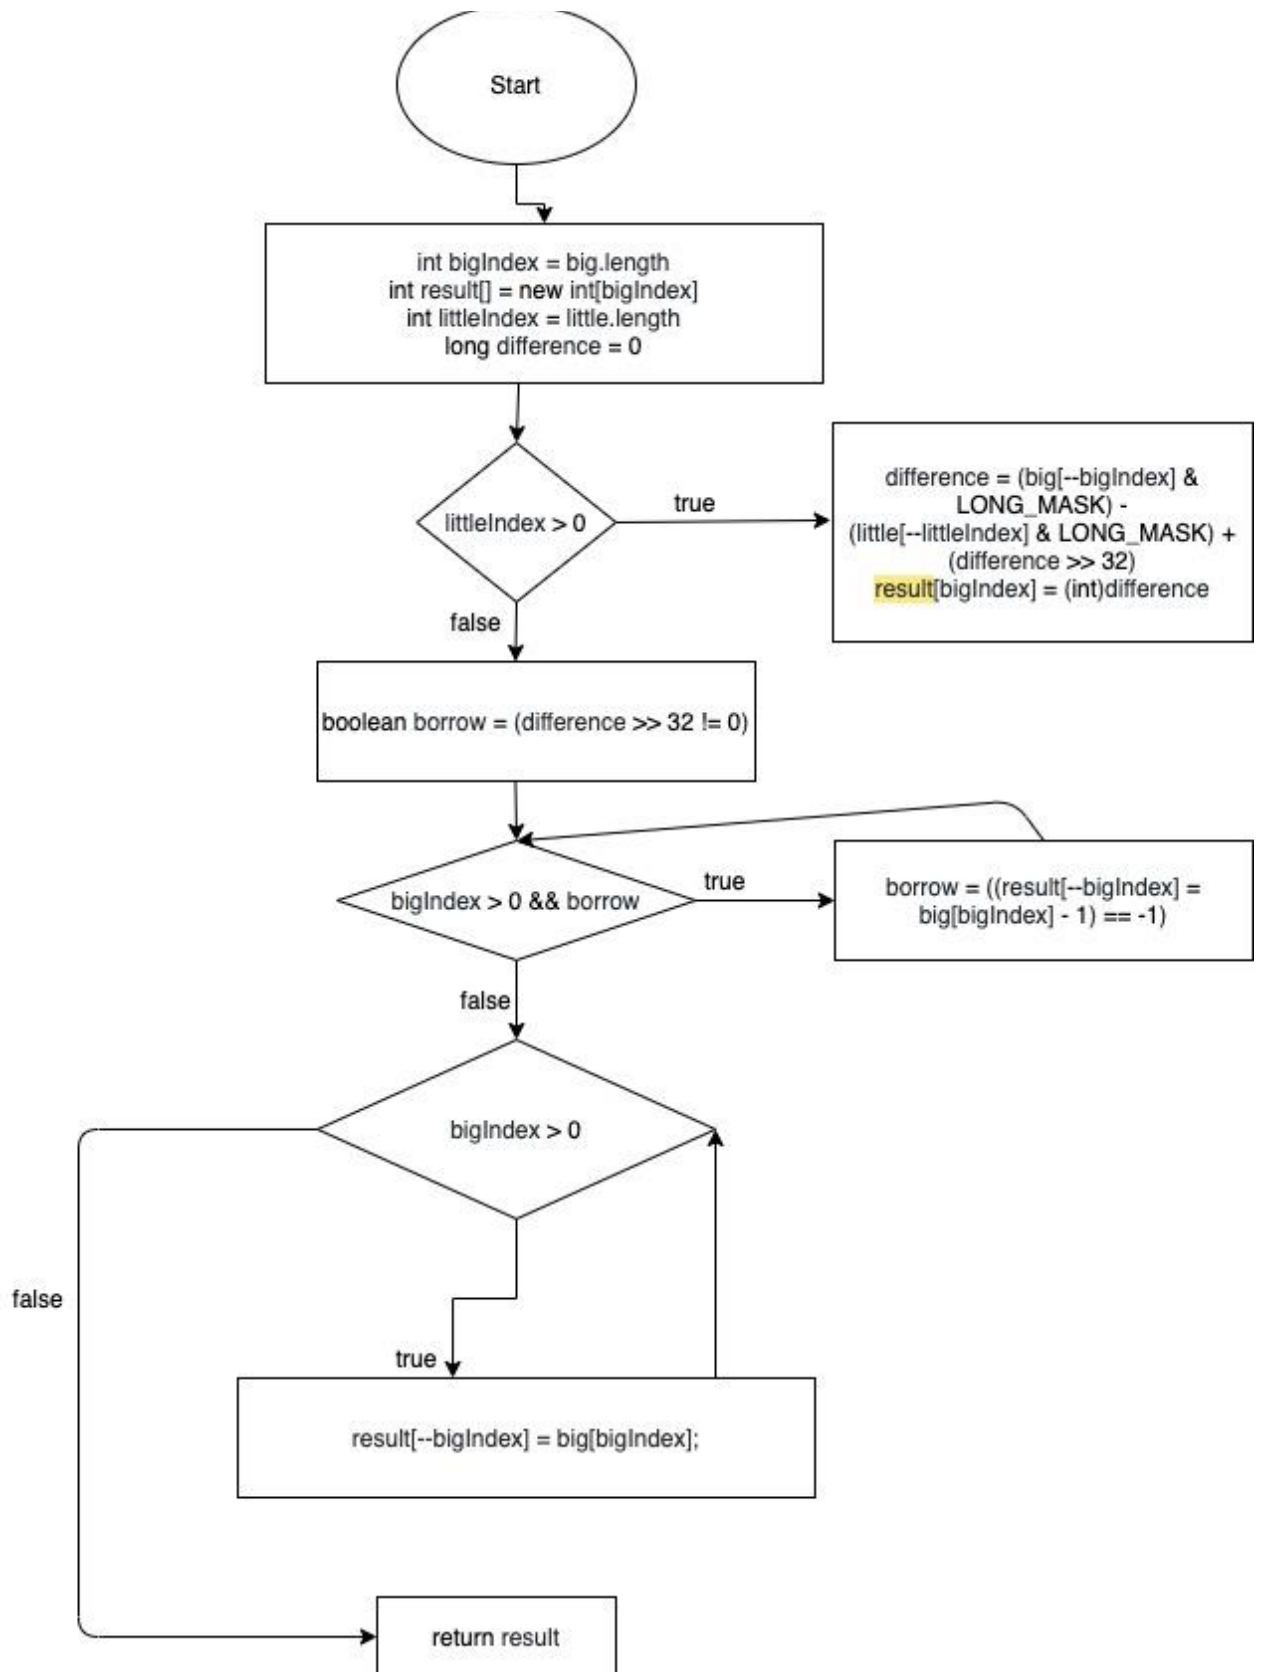 Start
int bigIndex = big.length
int result[] = new int[bigIndex]
int littleIndex = little.length
long difference = 0
littleIndex > 0
true
difference = (big[--bigIndex] &
LONG_MASK) -
(little[--littleIndex] & LONG_MASK) +
(difference >> 32)
result[bigIndex] = (int)difference
false
boolean borrow = (difference >> 32 != 0)
bigIndex > 0 && borrow
true
borrow = ((result[--bigIndex] =
big[bigIndex] - 1) == -1)
false
bigIndex > 0
false
true
result[--bigIndex] = big[bigIndex];
return result